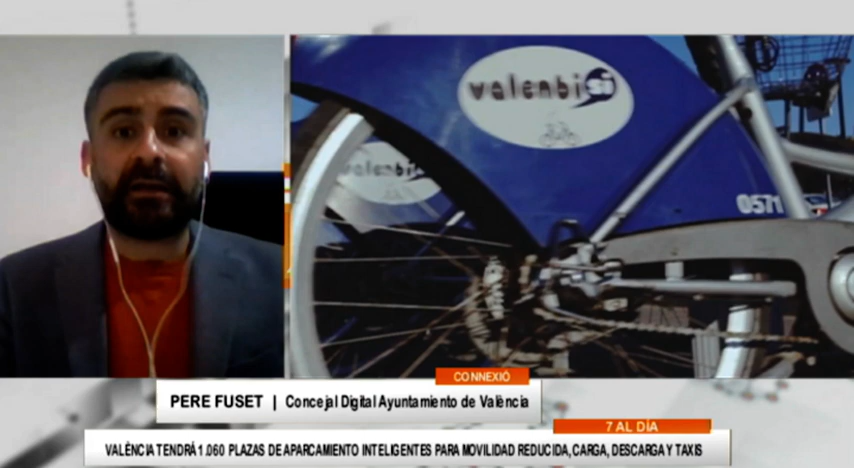 valenbisi
valenbisi
0571
CONNEXIÓ
PERE FUSET | Concejal Digital Ayuntamiento de València
7 AL DÍA
VALÈNCIA TENDRÁ 1.060 PLAZAS DE APARCAMIENTO INTELIGENTES PARA MOVILIDAD REDUCIDA, CARGA, DESCARGA Y TAXIS